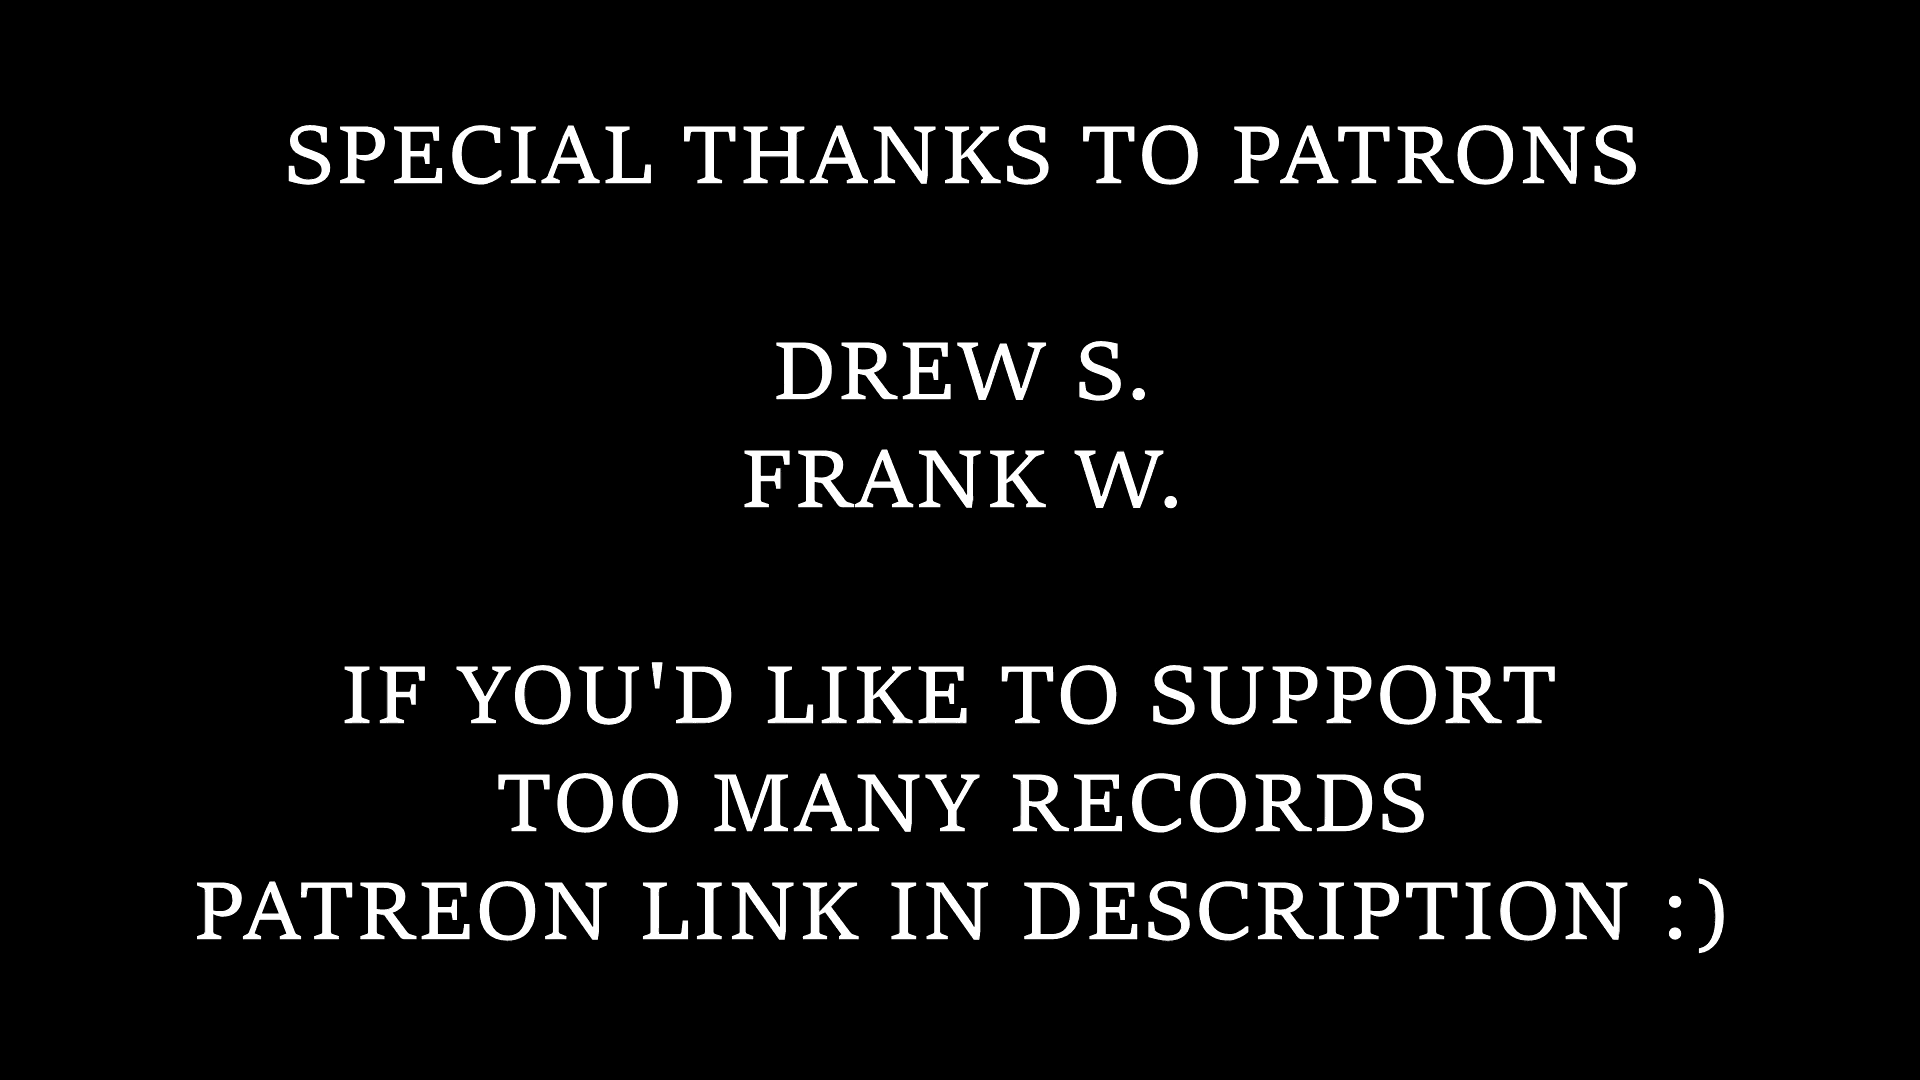 SPECIAL THANKS TO PATRONS
DREW S.
FRANK W.
IF YOU'D LIKE TO SUPPORT
TOO MANY RECORDS
PATREON LINK IN DESCRIPTION :)